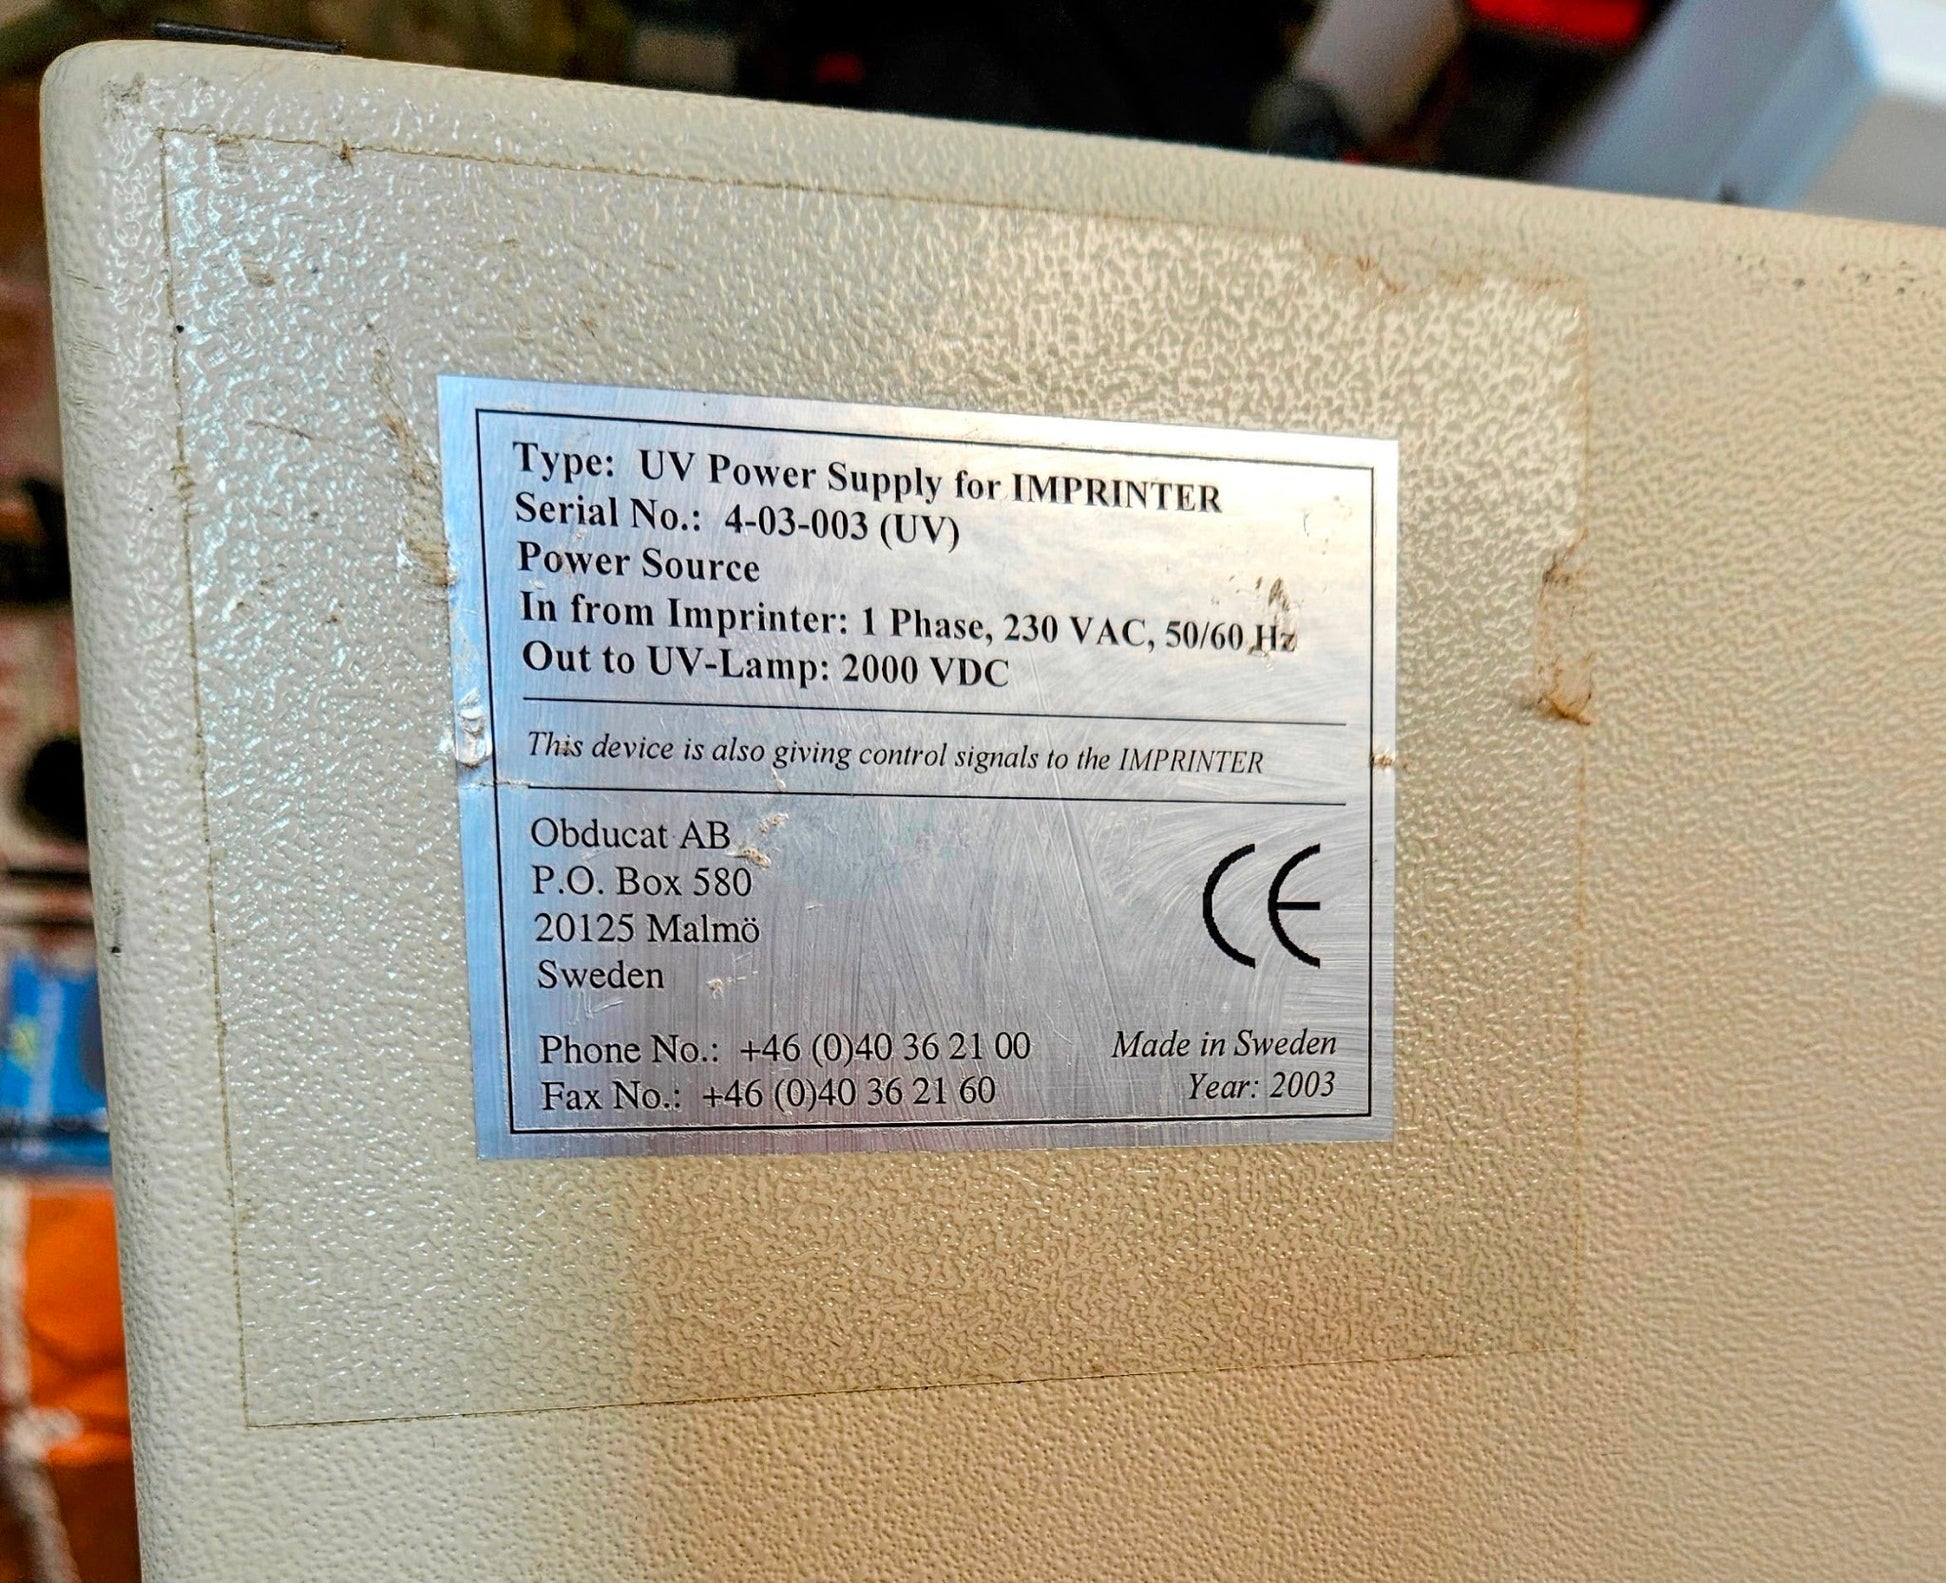 Type: UV Power Supply for IMPRINTER
Serial No.: 4-03-003 (UV)
Power Source
In from Imprinter: 1 Phase, 230 VAC, 50/60 Hz
Out to UV-Lamp: 2000 VDC
This device is also giving control signals to the IMPRINTER
Obducat AB
P.O. Box 580
20125 Malmö
Sweden
CE
Phone No.: +46 (0)40 36 21 00
Made in Sweden
Fax No.: +46 (0)40 36 21 60
Year: 2003